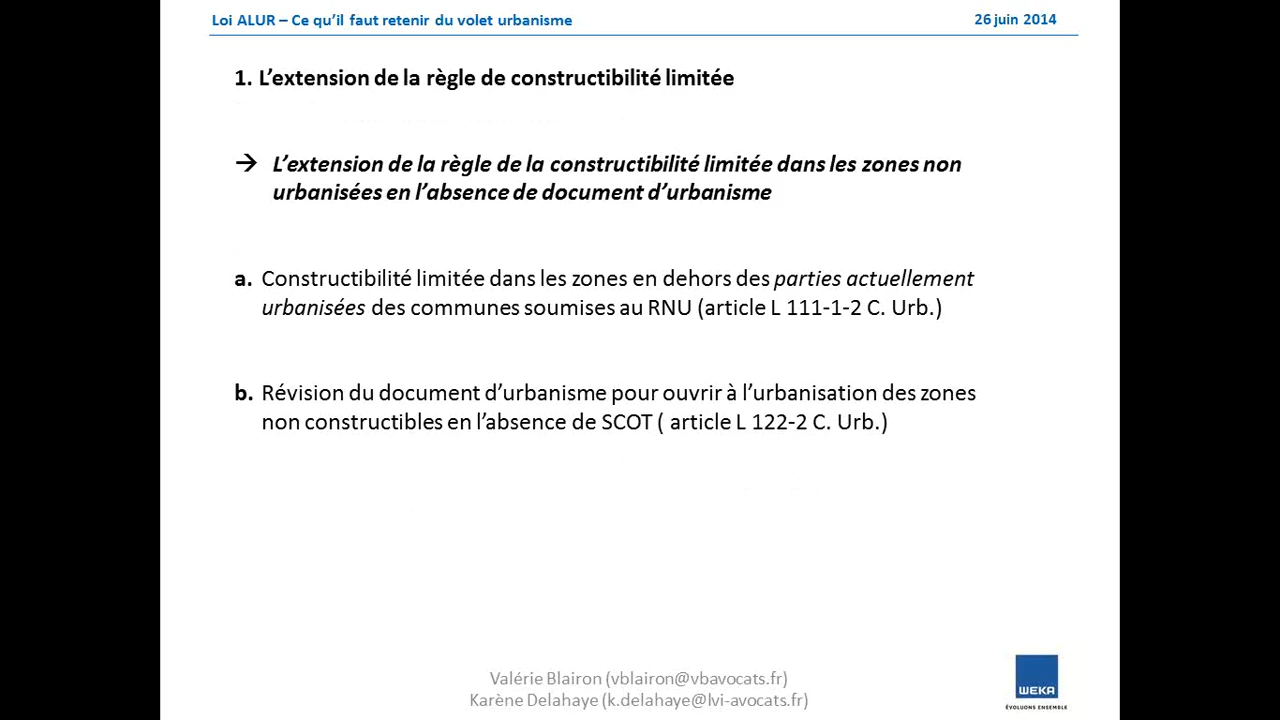 Loi ALUR – Ce qu’il faut retenir du volet urbanisme
26 juin 2014
1. L’extension de la règle de constructibilité limitée
→ L’extension de la règle de la constructibilité limitée dans les zones non
urbanisées en l’absence de document d’urbanisme
a. Constructibilité limitée dans les zones en dehors des parties actuellement
urbanisées des communes soumises au RNU (article L 111-1-2 C. Urb.)
b. Révision du document d’urbanisme pour ouvrir à l’urbanisation des zones
non constructibles en l’absence de SCOT ( article L 122-2 C. Urb.)
Valérie Blairon (vblairon@vbavocats.fr)
Karène Delahaye (k.delahaye@lvi-avocats.fr)
WEKA
ÉVOLUONS ENSEMBLE